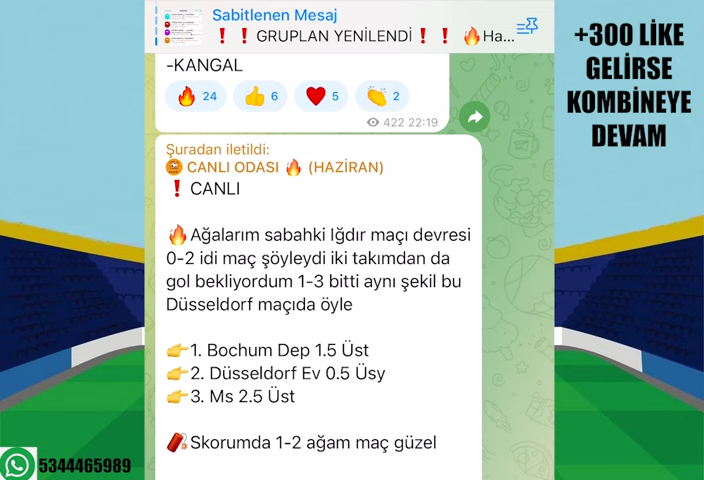 Sabitlenen Mesaj
❗❗GRUPLAN YENİLENDİ❗❗🔥Ha...
+300 LİKE
GELİRSE
KOMBİNEYE
DEVAM
-KANGAL
🔥 24 👍 6 ❤️ 5 👏 2
422 22:19
Şuradan iletildi:
CANLI ODASI 🔥 (HAZİRAN)
❗CANLI
🔥Ağalarım sabahki Iğdır maçı devresi
0-2 idi maç şöyleydi iki takımdan da
gol bekliyordum 1-3 bitti aynı şekil bu
Düsseldorf maçıda öyle
👉1. Bochum Dep 1.5 Üst
👉2. Düsseldorf Ev 0.5 Üsy
👉3. Ms 2.5 Üst
🧨Skorumda 1-2 ağam maç güzel
5344465989